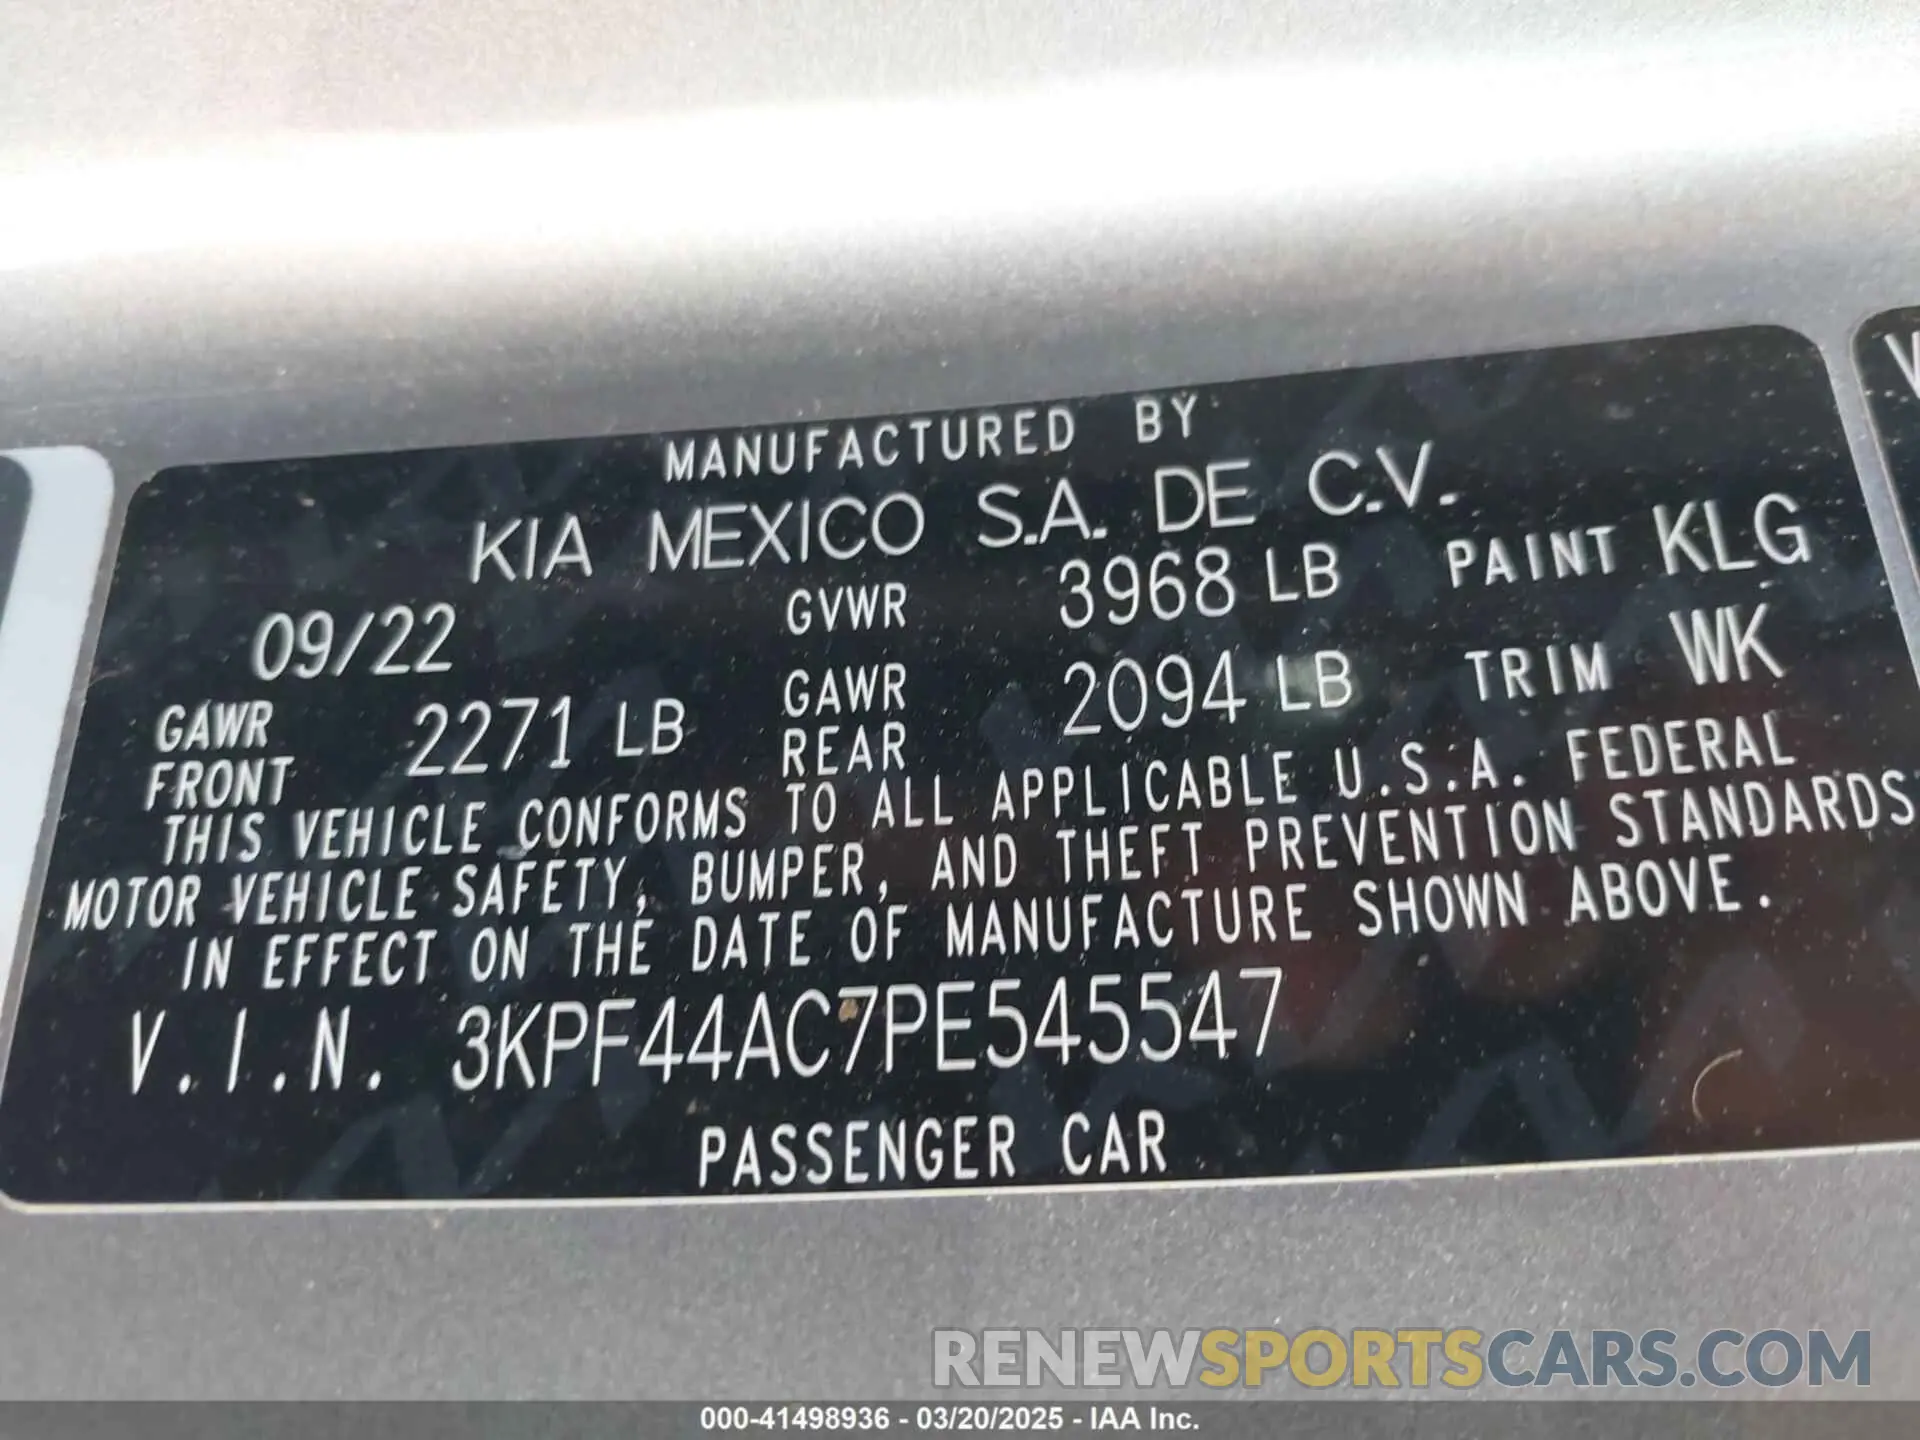 MANUFACTURED BY
KIA MEXICO S.A. DE C.V.
09/22 GVWR 3968 LB PAINT KLG
GAWR FRONT 2271 LB GAWR REAR 2094 LB TRIM WK
THIS VEHICLE CONFORMS TO ALL APPLICABLE U.S.A. FEDERAL
MOTOR VEHICLE SAFETY, BUMPER, AND THEFT PREVENTION STANDARDS
IN EFFECT ON THE DATE OF MANUFACTURE SHOWN ABOVE.
V.I.N. 3KPF44AC7PE545547
PASSENGER CAR
RENEWSPORTSCARS.COM
000-41498936 - 03/20/2025 - IAA Inc.